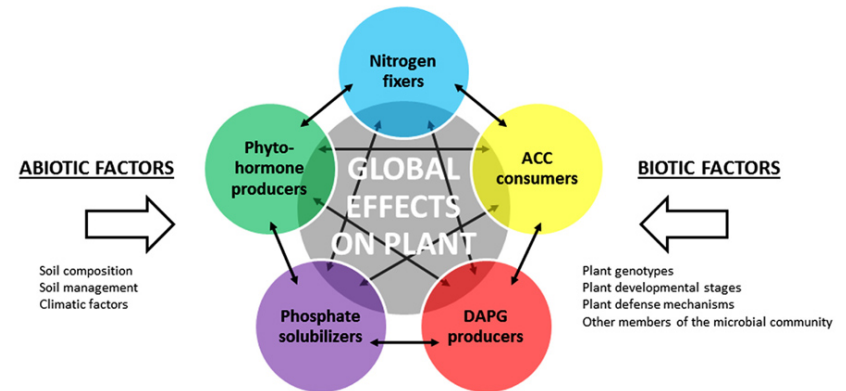 Nitrogen
fixers
Phyto-
hormone
producers
ACC
consumers
GLOBAL
EFFECTS
ON PLANT
Phosphate
solubilizers
DAPG
producers
ABIOTIC FACTORS
Soil composition
Soil management
Climatic factors
BIOTIC FACTORS
Plant genotypes
Plant developmental stages
Plant defense mechanisms
Other members of the microbial community